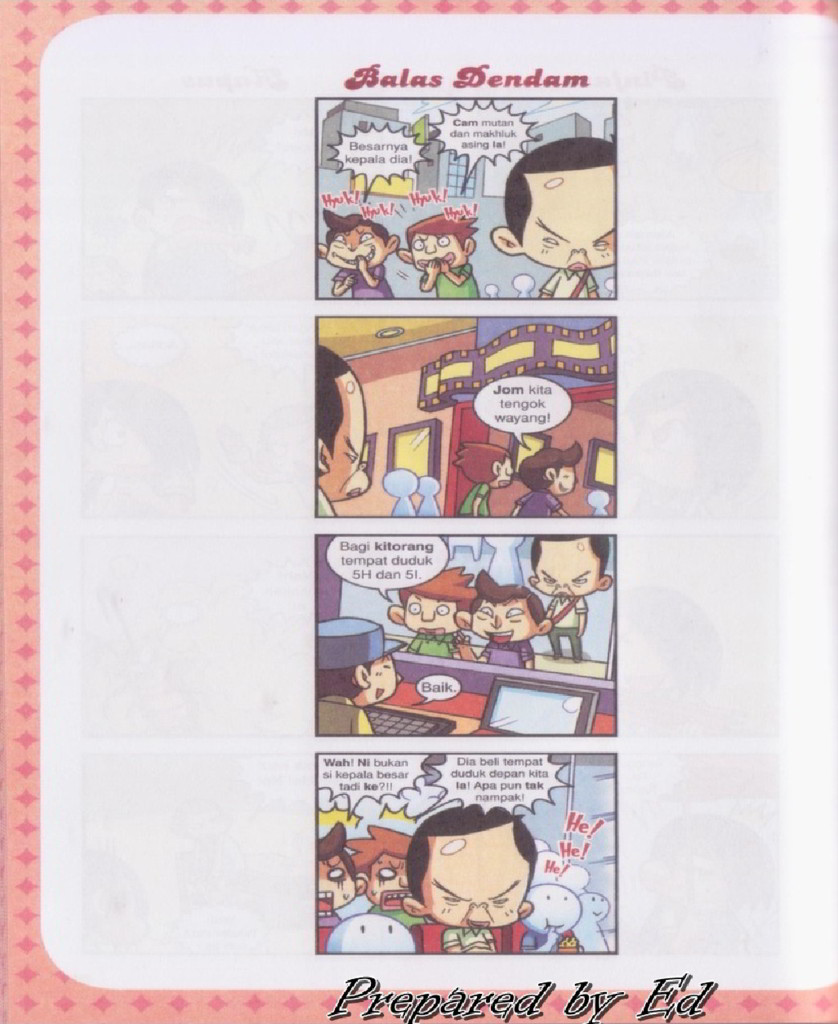 Balas Dendam
Besarnya
kepala dia!
Cam mutan
dan makhluk
asing la!
Hyuk!
Hyuk!
Hyuk!
Hyuk!
Jom kita
tengok
wayang!
Bagi kitorang
tempat duduk
5H dan 5I.
Baik.
Wah! Ni bukan
si kepala besar
tadi ke?!!
Dia beli tempat
duduk depan kita
la! Apa pun tak
nampak!
He!
He!
He!
Prepared by Ed